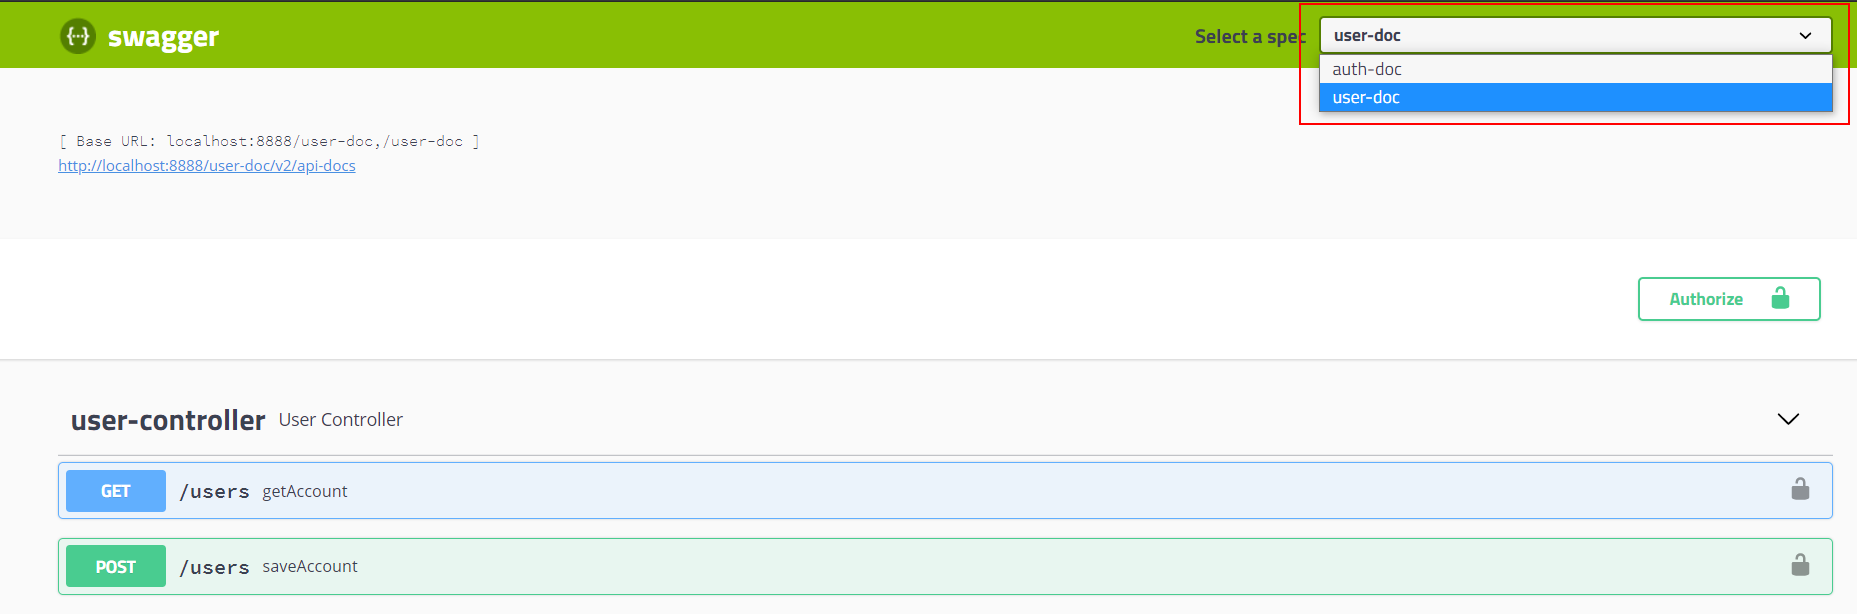 {...} swagger
Select a spec user-doc
auth-doc
user-doc
[ Base URL: localhost:8888/user-doc,/user-doc ]
http://localhost:8888/user-doc/v2/api-docs
Authorize
user-controller User Controller
GET /users getAccount
POST /users saveAccount